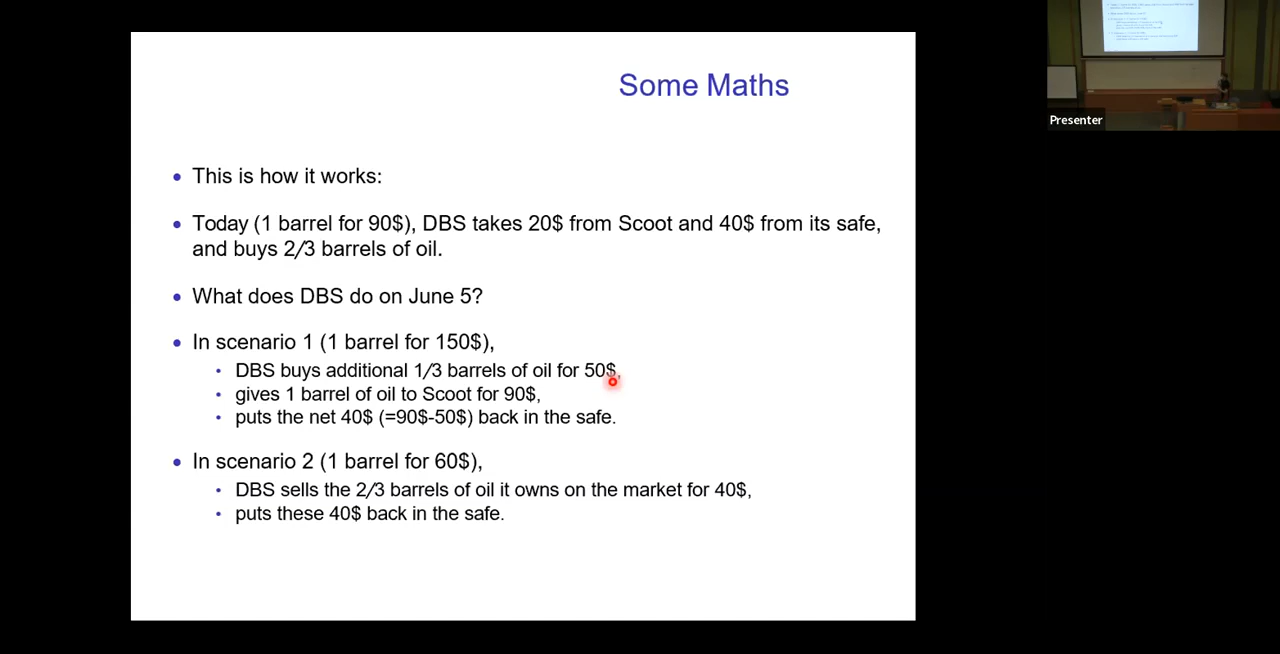 Some Maths
• This is how it works:
• Today (1 barrel for 90$), DBS takes 20$ from Scoot and 40$ from its safe,
and buys 2/3 barrels of oil.
• What does DBS do on June 5?
• In scenario 1 (1 barrel for 150$),
• DBS buys additional 1/3 barrels of oil for 50$,
• gives 1 barrel of oil to Scoot for 90$,
• puts the net 40$ (=90$-50$) back in the safe.
• In scenario 2 (1 barrel for 60$),
• DBS sells the 2/3 barrels of oil it owns on the market for 40$,
• puts these 40$ back in the safe.
Presenter